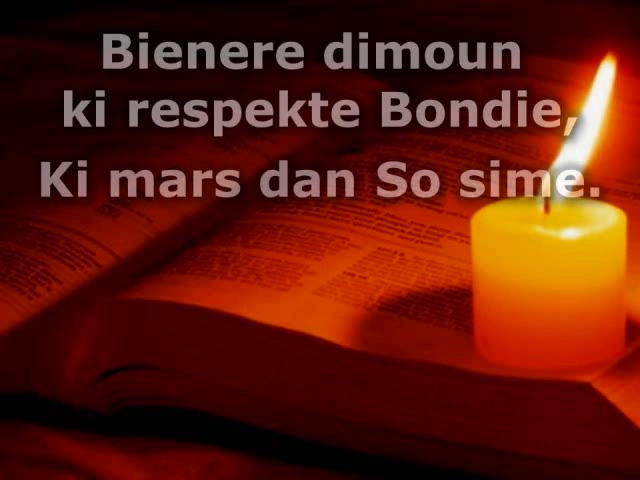 Bienere dimoun
ki respekte Bondie,
Ki mars dan So sime.